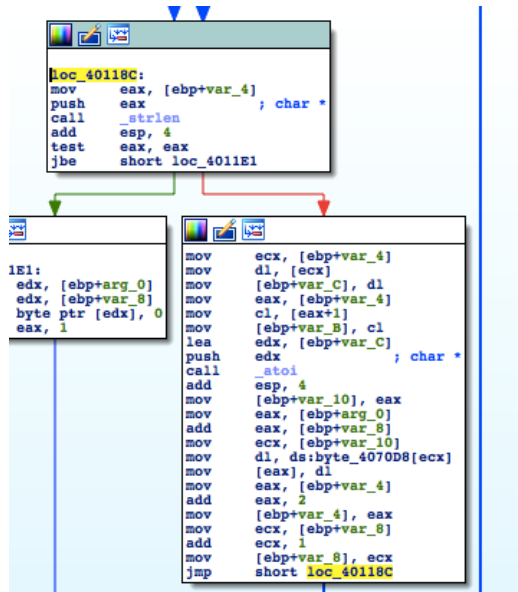 loc_40118C:
mov eax, [ebp+var_4]
push eax ; char *
call _strlen
add esp, 4
test eax, eax
jbe short loc_4011E1
1E1:
edx, [ebp+arg_0]
edx, [ebp+var_8]
byte ptr [edx], 0
eax, 1
mov ecx, [ebp+var_4]
mov dl, [ecx]
mov [ebp+var_C], dl
mov eax, [ebp+var_4]
mov cl, [eax+1]
mov [ebp+var_B], cl
lea edx, [ebp+var_C]
push edx ; char *
call _atoi
add esp, 4
mov [ebp+var_10], eax
mov eax, [ebp+arg_0]
add eax, [ebp+var_8]
mov ecx, [ebp+var_10]
mov dl, ds:byte_4070D8[ecx]
mov [eax], dl
mov eax, [ebp+var_4]
add eax, 2
mov [ebp+var_4], eax
mov ecx, [ebp+var_8]
add ecx, 1
mov [ebp+var_8], ecx
jmp short loc_40118C